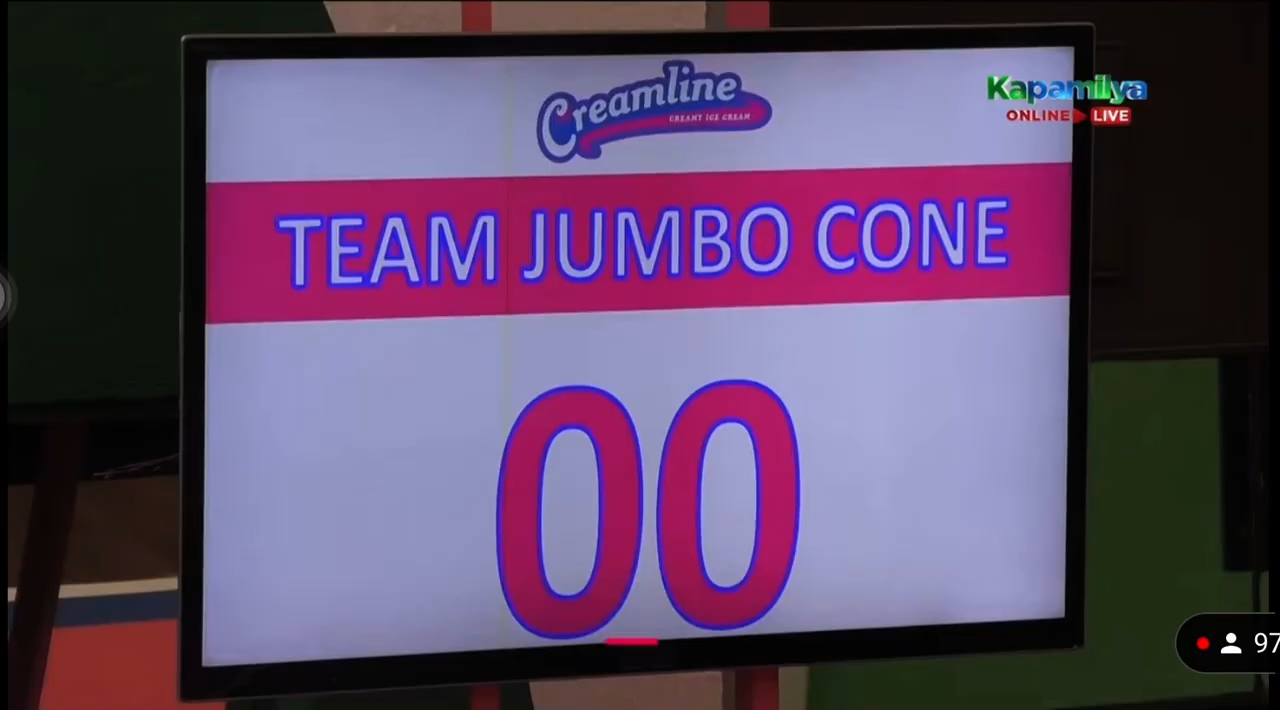 Creamline
CREAMY ICE CREAM
Kapamilya
ONLINE LIVE
TEAM JUMBO CONE
00
97